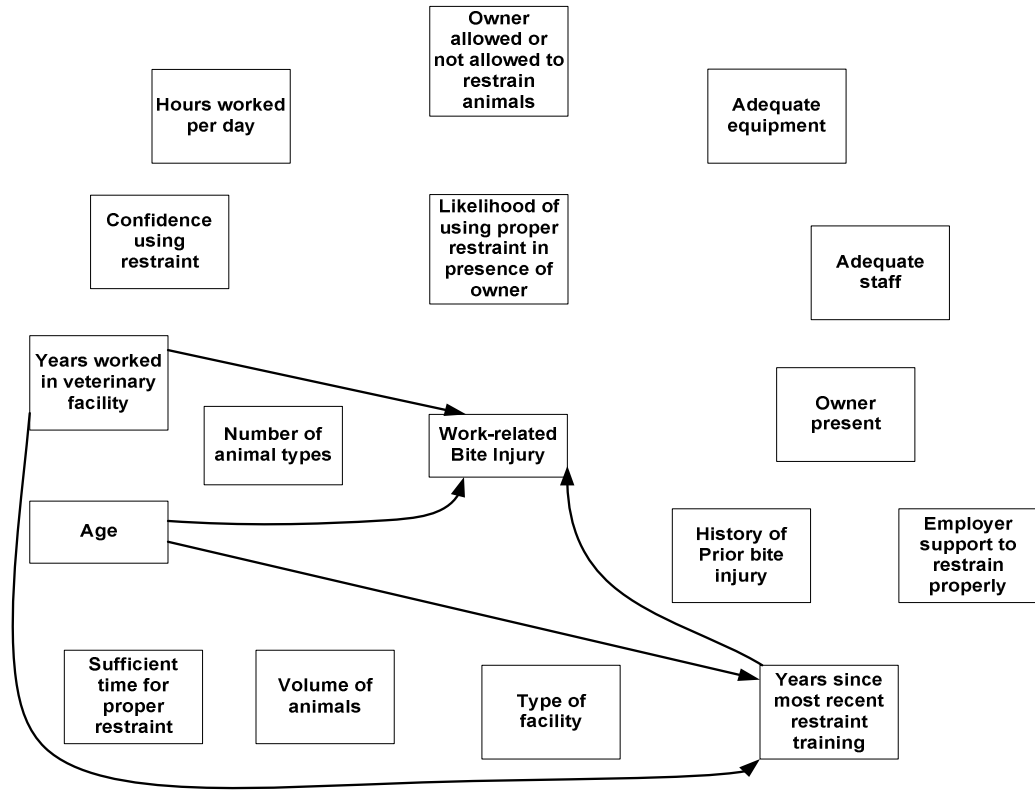 Owner
allowed or
not allowed to
restrain
animals
Hours worked
per day
Adequate
equipment
Confidence
using
restraint
Likelihood of
using proper
restraint in
presence of
owner
Adequate
staff
Years worked
in veterinary
facility
Number of
animal types
Work-related
Bite Injury
Owner
present
Age
History of
Prior bite
injury
Employer
support to
restrain
properly
Sufficient
time for
proper
restraint
Volume of
animals
Type of
facility
Years since
most recent
restraint
training